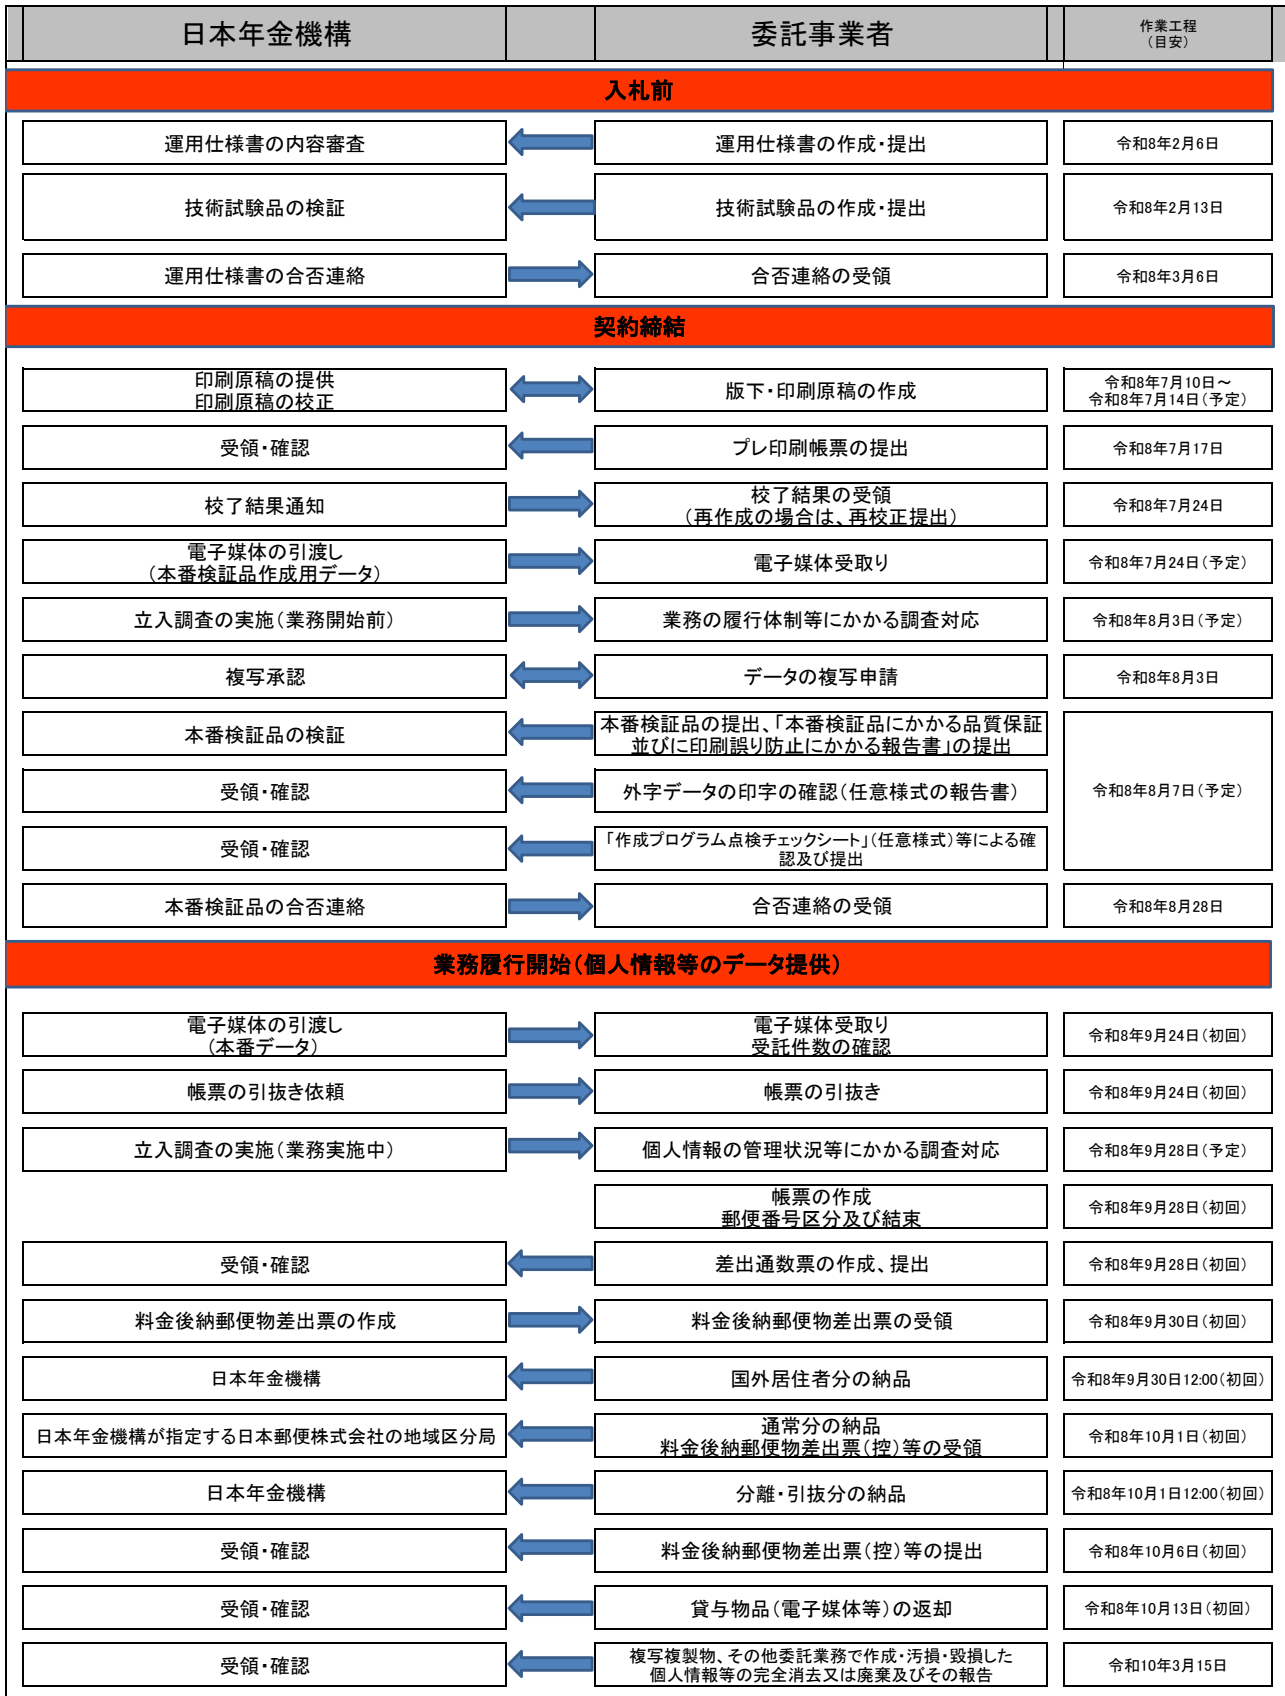 日本年金機構
委託事業者
作業工程
（目安）
入札前
運用仕様書の内容審査
運用仕様書の作成・提出
令和8年2月6日
技術試験品の検証
技術試験品の作成・提出
令和8年2月13日
運用仕様書の合否連絡
合否連絡の受領
令和8年3月6日
契約締結
印刷原稿の提供
印刷原稿の校正
版下・印刷原稿の作成
令和8年7月10日～
令和8年7月14日（予定）
受領・確認
プレ印刷帳票の提出
令和8年7月17日
校了結果通知
校了結果の受領
（再作成の場合は、再校正提出）
令和8年7月24日
電子媒体の引渡し
（本番検証品作成用データ）
電子媒体受取り
令和8年7月24日（予定）
立入調査の実施（業務開始前）
業務の履行体制等にかかる調査対応
令和8年8月3日（予定）
複写承認
データの複写申請
令和8年8月3日
本番検証品の検証
本番検証品の提出、「本番検証品にかかる品質保証
並びに印刷誤り防止にかかる報告書」の提出
令和8年8月7日（予定）
受領・確認
外字データの印字の確認（任意様式の報告書）
受領・確認
「作成プログラム点検チェックシート」（任意様式）等による確
認及び提出
本番検証品の合否連絡
合否連絡の受領
令和8年8月28日
業務履行開始（個人情報等のデータ提供）
電子媒体の引渡し
（本番データ）
電子媒体受取り
受託件数の確認
令和8年9月24日（初回）
帳票の引抜き依頼
帳票の引抜き
令和8年9月24日（初回）
立入調査の実施（業務実施中）
個人情報の管理状況等にかかる調査対応
令和8年9月28日（予定）
帳票の作成
郵便番号区分及び結束
令和8年9月28日（初回）
受領・確認
差出通数票の作成、提出
令和8年9月28日（初回）
料金後納郵便物差出票の作成
料金後納郵便物差出票の受領
令和8年9月30日（初回）
日本年金機構
国外居住者分の納品
令和8年9月30日12:00（初回）
日本年金機構が指定する日本郵便株式会社の地域区分局
通常分の納品
料金後納郵便物差出票（控）等の受領
令和8年10月1日（初回）
日本年金機構
分離・引抜分の納品
令和8年10月1日12:00（初回）
受領・確認
料金後納郵便物差出票（控）等の提出
令和8年10月6日（初回）
受領・確認
貸与物品（電子媒体等）の返却
令和8年10月13日（初回）
受領・確認
複写複製物、その他委託業務で作成・汚損・毀損した
個人情報等の完全消去又は廃棄及びその報告
令和10年3月15日